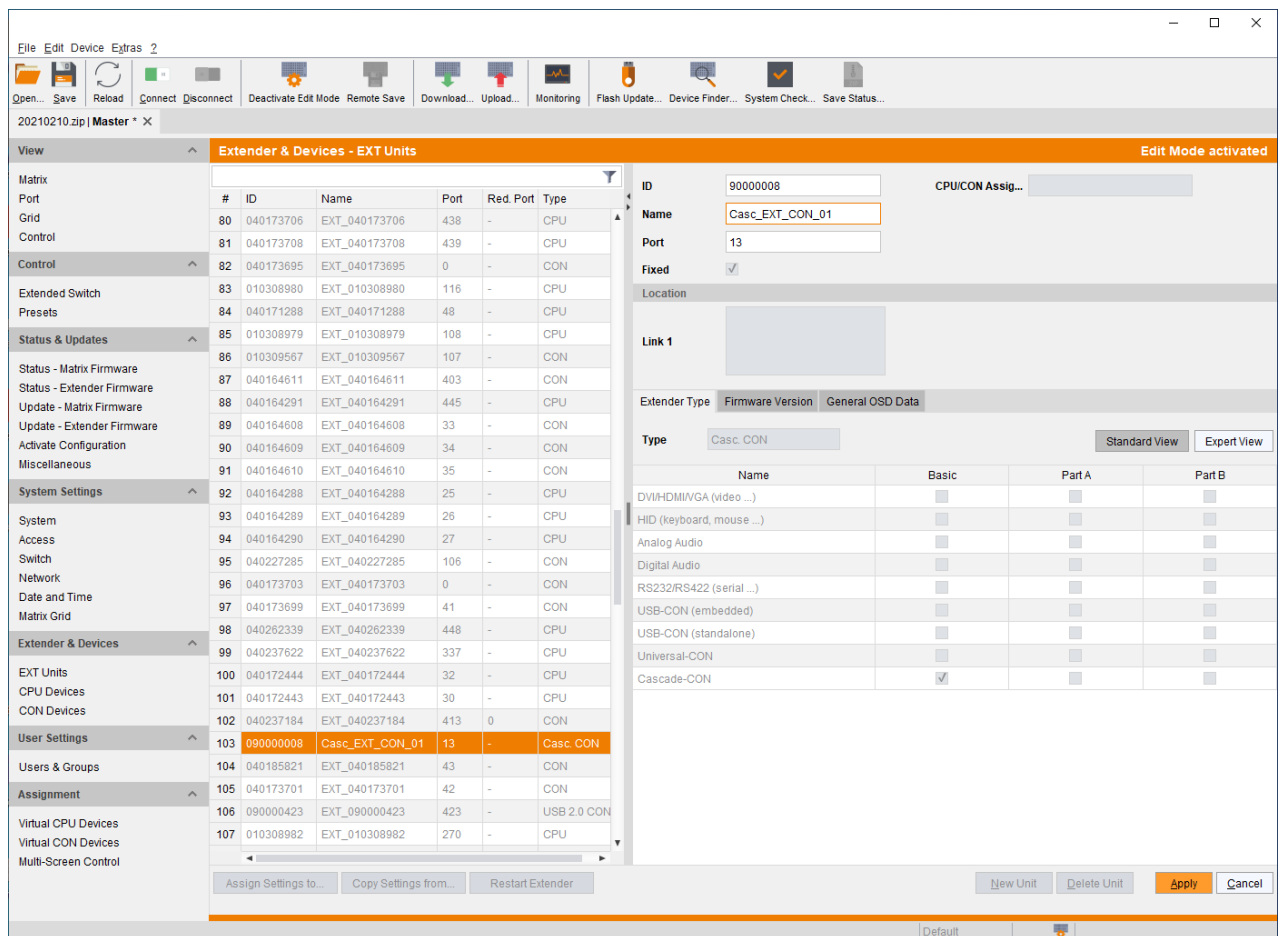 File Edit Device Extras ?
Open... Save Reload Connect Disconnect Deactivate Edit Mode Remote Save Download... Upload... Monitoring Flash Update... Device Finder... System Check... Save Status...
20210210.zip | Master *
View
Matrix
Port
Grid
Control
Control
Extended Switch
Presets
Status & Updates
Status - Matrix Firmware
Status - Extender Firmware
Update - Matrix Firmware
Update - Extender Firmware
Activate Configuration
Miscellaneous
System Settings
System
Access
Switch
Network
Date and Time
Matrix Grid
Extender & Devices
EXT Units
CPU Devices
CON Devices
User Settings
Users & Groups
Assignment
Virtual CPU Devices
Virtual CON Devices
Multi-Screen Control
Extender & Devices - EXT Units Edit Mode activated
# ID Name Port Red. Port Type
80 040173706 EXT_040173706 438 - CPU
81 040173708 EXT_040173708 439 - CPU
82 040173695 EXT_040173695 0 - CON
83 010308980 EXT_010308980 116 - CPU
84 040171288 EXT_040171288 48 - CPU
85 010308979 EXT_010308979 108 - CPU
86 010309567 EXT_010309567 107 - CON
87 040164611 EXT_040164611 403 - CON
88 040164291 EXT_040164291 445 - CPU
89 040164608 EXT_040164608 33 - CON
90 040164609 EXT_040164609 34 - CON
91 040164610 EXT_040164610 35 - CON
92 040164288 EXT_040164288 25 - CPU
93 040164289 EXT_040164289 26 - CPU
94 040164290 EXT_040164290 27 - CPU
95 040227285 EXT_040227285 106 - CON
96 040173703 EXT_040173703 0 - CON
97 040173699 EXT_040173699 41 - CON
98 040262339 EXT_040262339 448 - CPU
99 040237622 EXT_040237622 337 - CPU
100 040172444 EXT_040172444 32 - CPU
101 040172443 EXT_040172443 30 - CPU
102 040237184 EXT_040237184 413 0 CON
103 090000008 Casc_EXT_CON_01 13 - Casc. CON
104 040185821 EXT_040185821 43 - CON
105 040173701 EXT_040173701 42 - CON
106 090000423 EXT_090000423 423 - USB 2.0 CON
107 010308982 EXT_010308982 270 - CPU
ID 90000008 CPU/CON Assig...
Name Casc_EXT_CON_01
Port 13
Fixed
Location
Link 1
Extender Type Firmware Version General OSD Data
Type Casc. CON Standard View Expert View
Name Basic Part A Part B
DVI/HDMI/VGA (video ...)
HID (keyboard, mouse ...)
Analog Audio
Digital Audio
RS232/RS422 (serial ...)
USB-CON (embedded)
USB-CON (standalone)
Universal-CON
Cascade-CON
Assign Settings to... Copy Settings from... Restart Extender New Unit Delete Unit Apply Cancel
Default